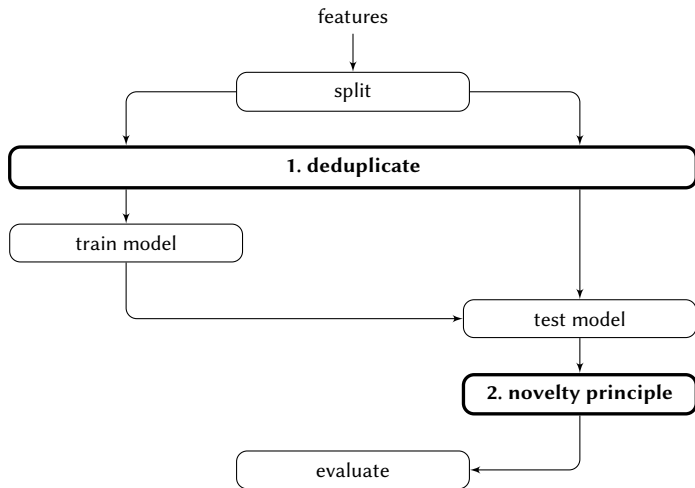 features
split
1. deduplicate
train model
test model
2. novelty principle
evaluate